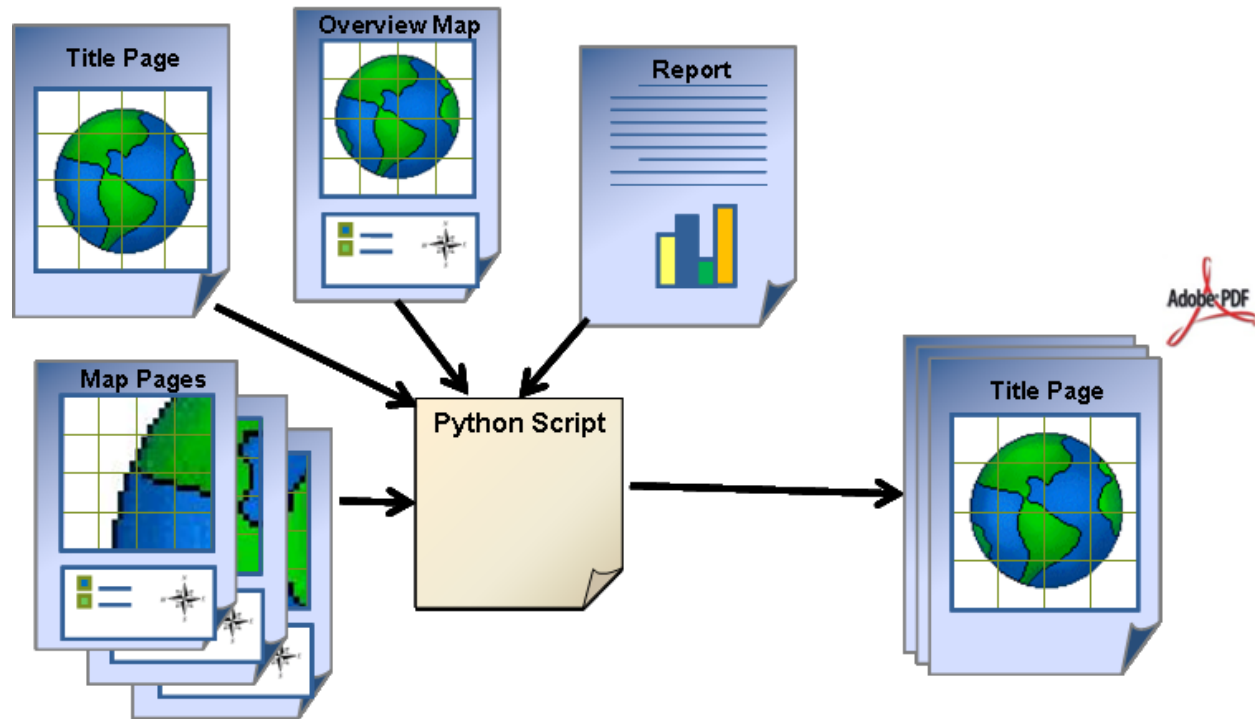 Title Page
Overview Map
Report
Adobe PDF
Map Pages
Python Script
Title Page